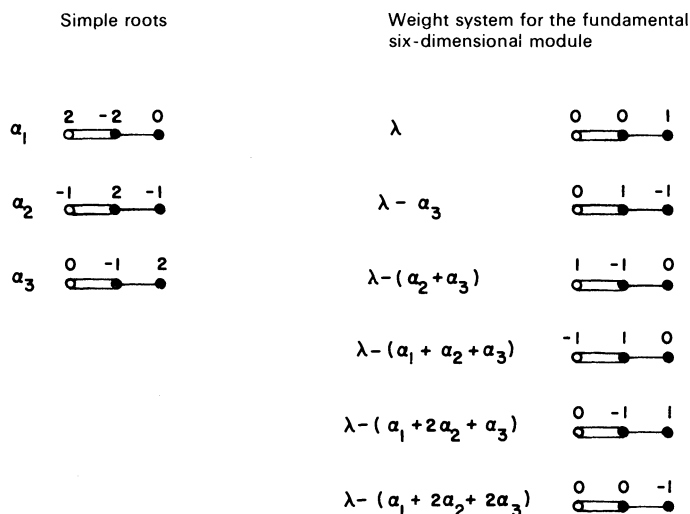 Simple roots
Weight system for the fundamental
six-dimensional module
α₁ 2 -2 0
λ 0 0 1
α₂ -1 2 -1
λ - α₃ 0 1 -1
α₃ 0 -1 2
λ-(α₂+α₃) 1 -1 0
λ-(α₁ + α₂ + α₃) -1 1 0
λ-(α₁ + 2α₂ + α₃) 0 -1 1
λ-(α₁ + 2α₂ + 2α₃) 0 0 -1